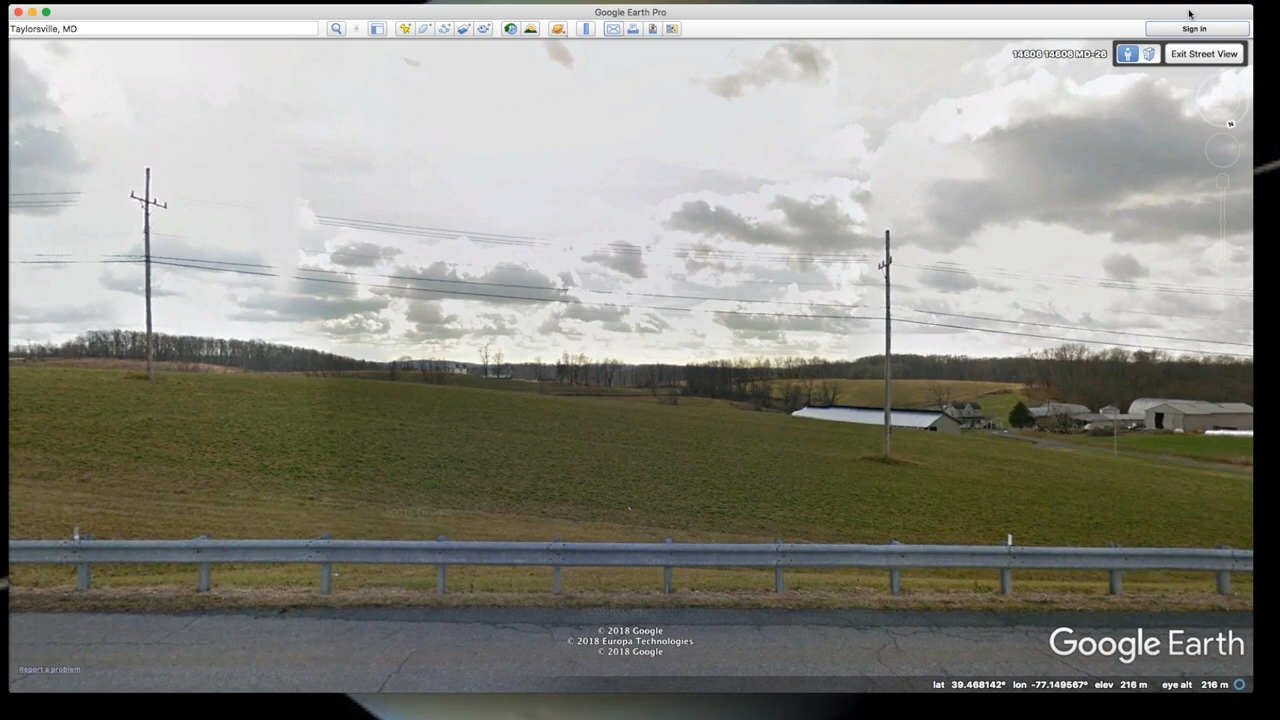 Google Earth Pro
Taylorsville, MD
Sign in
14606 14606 MD-26
Exit Street View
N
© 2018 Google
© 2018 Europa Technologies
© 2018 Google
Google Earth
Report a problem
lat 39.468142° lon -77.149567° elev 216 m eye alt 216 m